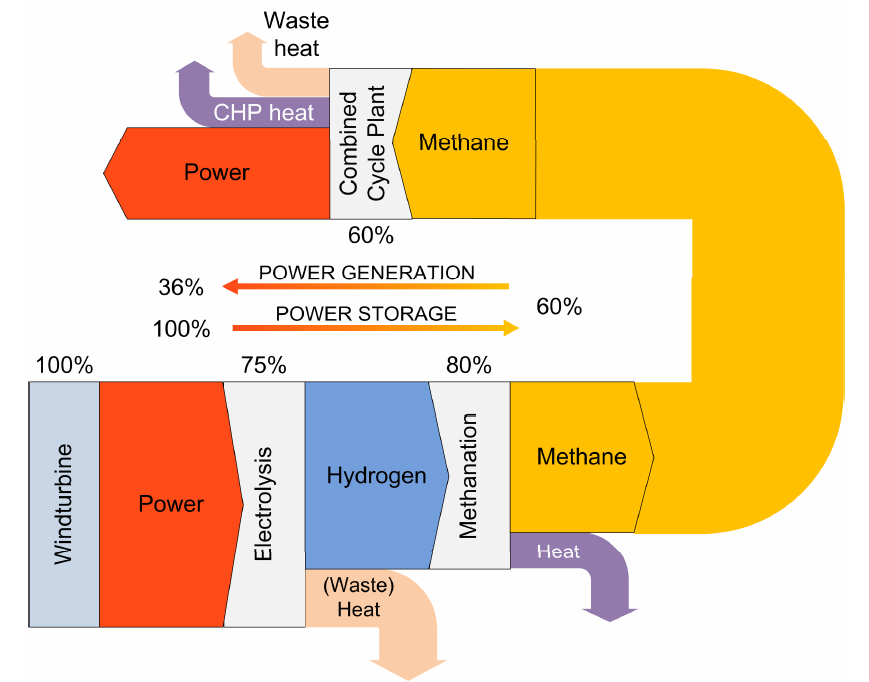 Waste
heat
CHP heat
Power
Combined
Cycle Plant
Methane
60%
36%
POWER GENERATION
100%
POWER STORAGE
60%
100%
75%
80%
Windturbine
Power
Electrolysis
Hydrogen
Methanation
Methane
Heat
(Waste)
Heat